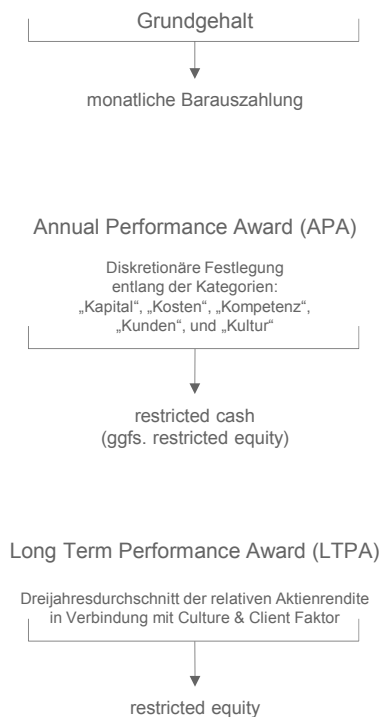 Grundgehalt
monatliche Barauszahlung
Annual Performance Award (APA)
Diskretionäre Festlegung
entlang der Kategorien:
„Kapital“, „Kosten“, „Kompetenz“,
„Kunden“, und „Kultur“
restricted cash
(ggfs. restricted equity)
Long Term Performance Award (LTPA)
Dreijahresdurchschnitt der relativen Aktienrendite
in Verbindung mit Culture & Client Faktor
restricted equity